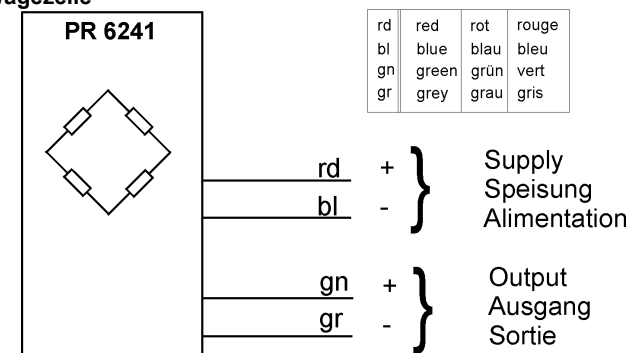 Wägezelle
PR 6241
rd red rot rouge
bl blue blau bleu
gn green grün vert
gr grey grau gris
rd + Supply
Speisung
bl - Alimentation
gn + Output
Ausgang
gr - Sortie